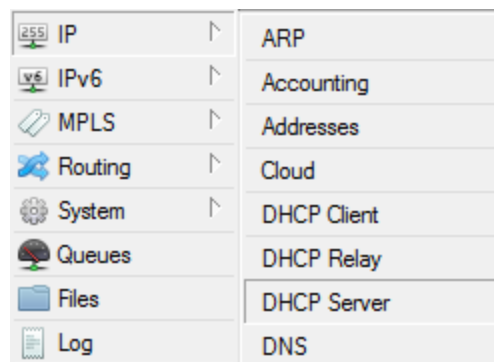 255 IP
v6 IPv6
MPLS
Routing
System
Queues
Files
Log
ARP
Accounting
Addresses
Cloud
DHCP Client
DHCP Relay
DHCP Server
DNS